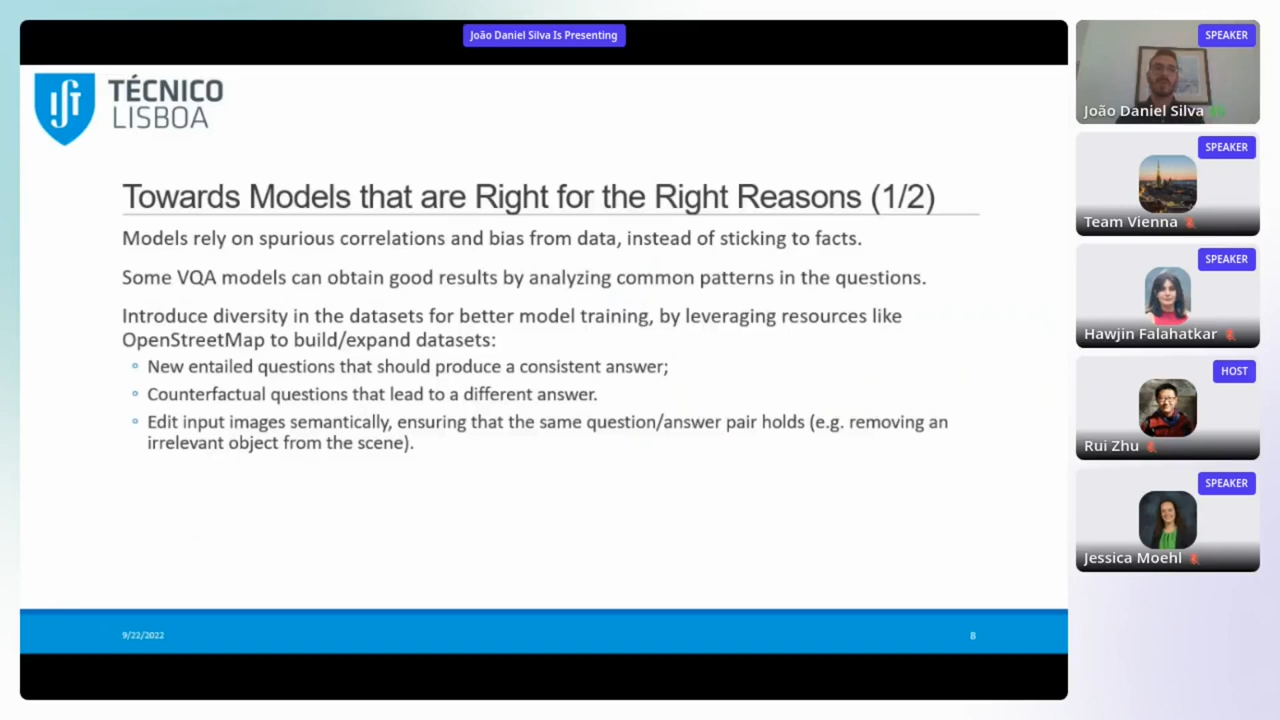 João Daniel Silva Is Presenting
TÉCNICO
LISBOA
Towards Models that are Right for the Right Reasons (1/2)
Models rely on spurious correlations and bias from data, instead of sticking to facts.
Some VQA models can obtain good results by analyzing common patterns in the questions.
Introduce diversity in the datasets for better model training, by leveraging resources like
OpenStreetMap to build/expand datasets:
New entailed questions that should produce a consistent answer;
Counterfactual questions that lead to a different answer.
Edit input images semantically, ensuring that the same question/answer pair holds (e.g. removing an
irrelevant object from the scene).
9/22/2022
8
SPEAKER
João Daniel Silva
SPEAKER
Team Vienna
SPEAKER
Hawjin Falahatkar
HOST
Rui Zhu
SPEAKER
Jessica Moehl